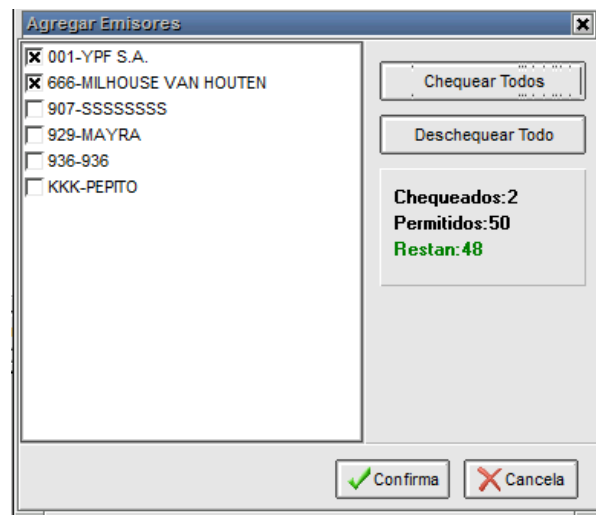 Agregar Emisores
001-YPF S.A.
666-MILHOUSE VAN HOUTEN
907-SSSSSSSS
929-MAYRA
936-936
KKK-PEPITO
Chequear Todos
Deschequear Todo
Chequeados:2
Permitidos:50
Restan:48
Confirma
Cancela